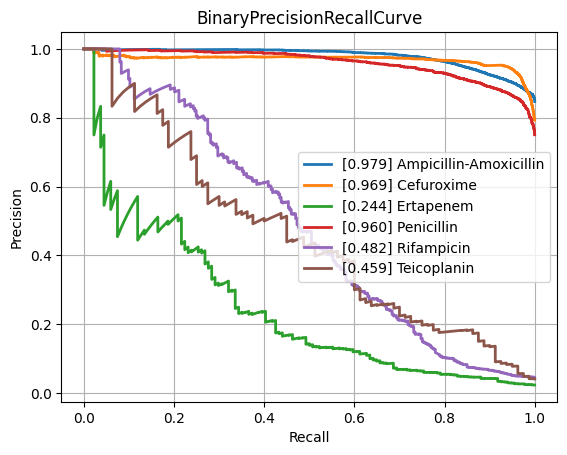 BinaryPrecisionRecallCurve
1.0
0.8
0.6
0.4
0.2
0.0
Precision
[0.979] Ampicillin-Amoxicillin
[0.969] Cefuroxime
[0.244] Ertapenem
[0.960] Penicillin
[0.482] Rifampicin
[0.459] Teicoplanin
0.0 0.2 0.4 0.6 0.8 1.0
Recall